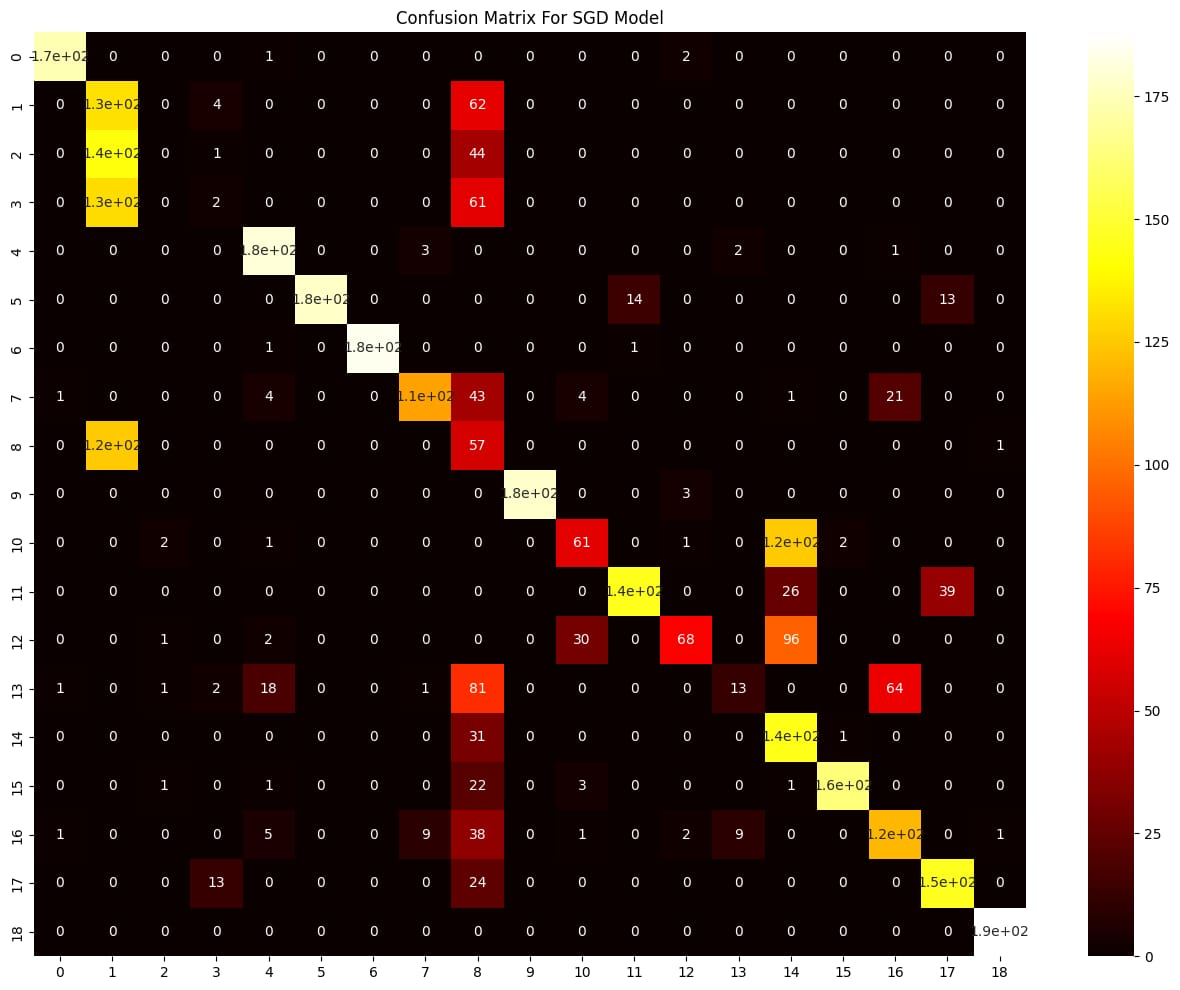 Confusion Matrix For SGD Model
0 1.7e+02 0 0 0 1 0 0 0 0 0 0 0 2 0 0 0 0 0 0
1 0 1.3e+02 0 4 0 0 0 0 62 0 0 0 0 0 0 0 0 0 0
2 0 1.4e+02 0 1 0 0 0 0 44 0 0 0 0 0 0 0 0 0 0
3 0 1.3e+02 0 2 0 0 0 0 61 0 0 0 0 0 0 0 0 0 0
4 0 0 0 0 1.8e+02 0 0 3 0 0 0 0 0 2 0 0 1 0 0
5 0 0 0 0 0 1.8e+02 0 0 0 0 0 14 0 0 0 0 0 13 0
6 0 0 0 0 1 0 1.8e+02 0 0 0 0 1 0 0 0 0 0 0 0
7 1 0 0 0 4 0 0 1.1e+02 43 0 4 0 0 0 1 0 21 0 0
8 0 1.2e+02 0 0 0 0 0 0 57 0 0 0 0 0 0 0 0 0 1
9 0 0 0 0 0 0 0 0 0 1.8e+02 0 0 3 0 0 0 0 0 0
10 0 0 2 0 1 0 0 0 0 0 61 0 1 0 1.2e+02 2 0 0 0
11 0 0 0 0 0 0 0 0 0 0 0 1.4e+02 0 0 26 0 0 39 0
12 0 0 1 0 2 0 0 0 0 0 30 0 68 0 96 0 0 0 0
13 1 0 1 2 18 0 0 1 81 0 0 0 0 13 0 0 64 0 0
14 0 0 0 0 0 0 0 0 31 0 0 0 0 0 1.4e+02 1 0 0 0
15 0 0 1 0 1 0 0 0 22 0 3 0 0 0 1 1.6e+02 0 0 0
16 1 0 0 0 5 0 0 9 38 0 1 0 2 9 0 0 1.2e+02 0 1
17 0 0 0 13 0 0 0 0 24 0 0 0 0 0 0 0 0 1.5e+02 0
18 0 0 0 0 0 0 0 0 0 0 0 0 0 0 0 0 0 0 1.9e+02
0 1 2 3 4 5 6 7 8 9 10 11 12 13 14 15 16 17 18
175
150
125
100
75
50
25
0